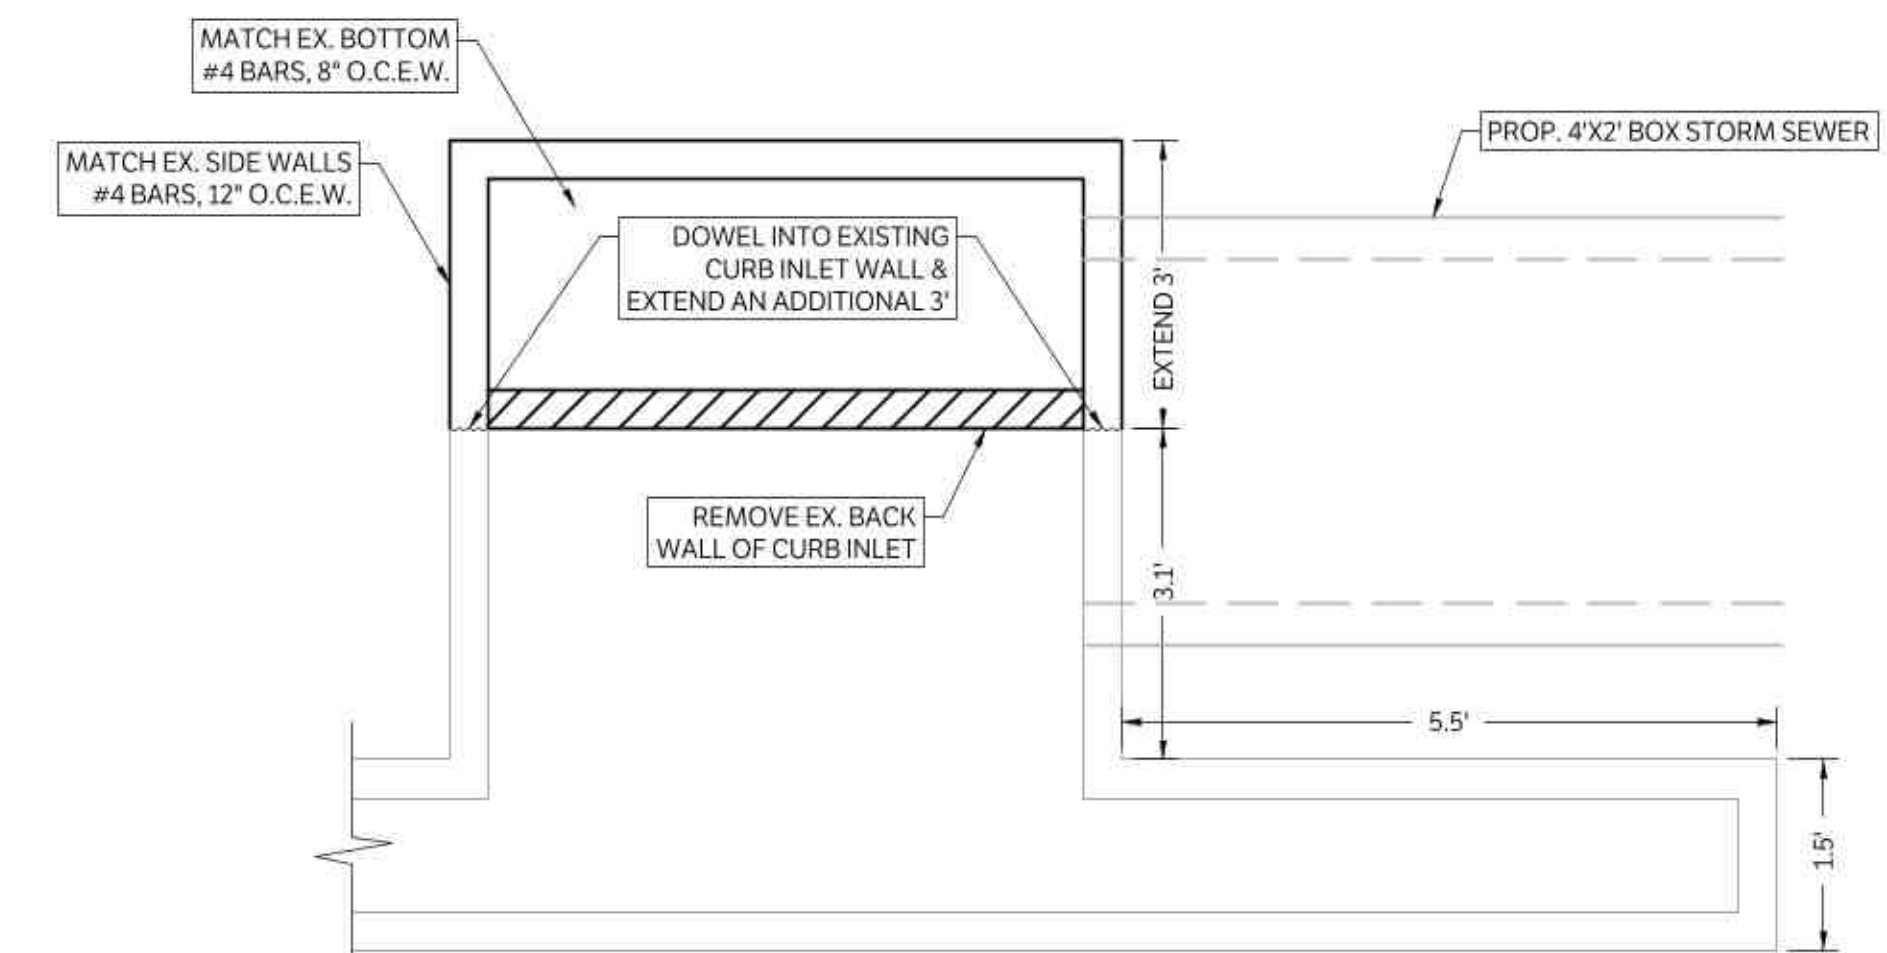 MATCH EX. BOTTOM
#4 BARS, 8" O.C.E.W.
PROP. 4'X2' BOX STORM SEWER
MATCH EX. SIDE WALLS
#4 BARS, 12" O.C.E.W.
DOWEL INTO EXISTING
CURB INLET WALL &
EXTEND AN ADDITIONAL 3'
EXTEND 3'
REMOVE EX. BACK
WALL OF CURB INLET
3.1'
5.5'
1.5'